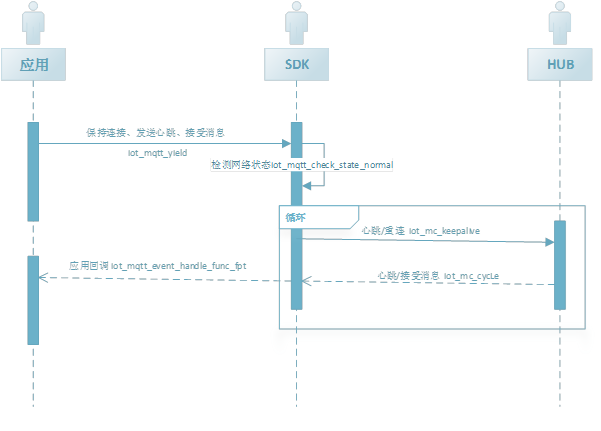 应用
SDK
HUB
保持连接、发送心跳、接受消息
iot_mqtt_yield
检测网络状态iot_mqtt_check_state_normal
循环
心跳/重连 iot_mc_keepalive
应用回调 iot_mqtt_event_handle_func_fpt
心跳/接受消息 iot_mc_cycle